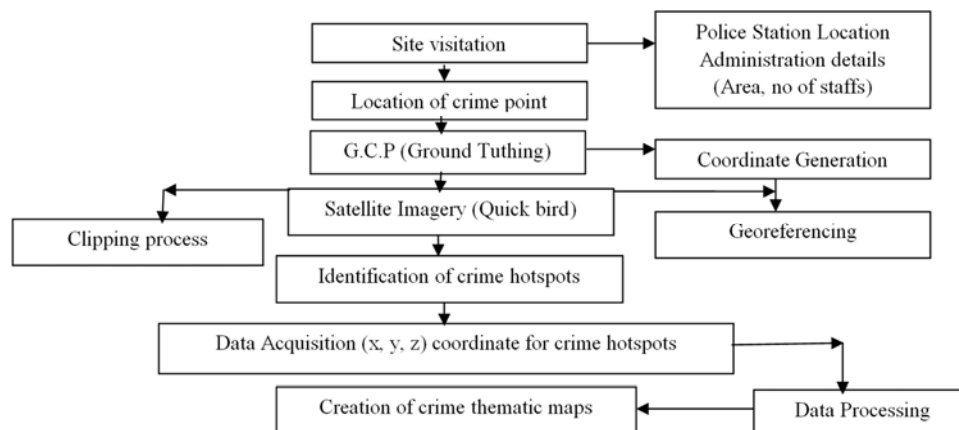 Site visitation
Police Station Location
Administration details
(Area, no of staffs)
Location of crime point
G.C.P (Ground Tuthing)
Coordinate Generation
Satellite Imagery (Quick bird)
Clipping process
Georeferencing
Identification of crime hotspots
Data Acquisition (x, y, z) coordinate for crime hotspots
Creation of crime thematic maps
Data Processing